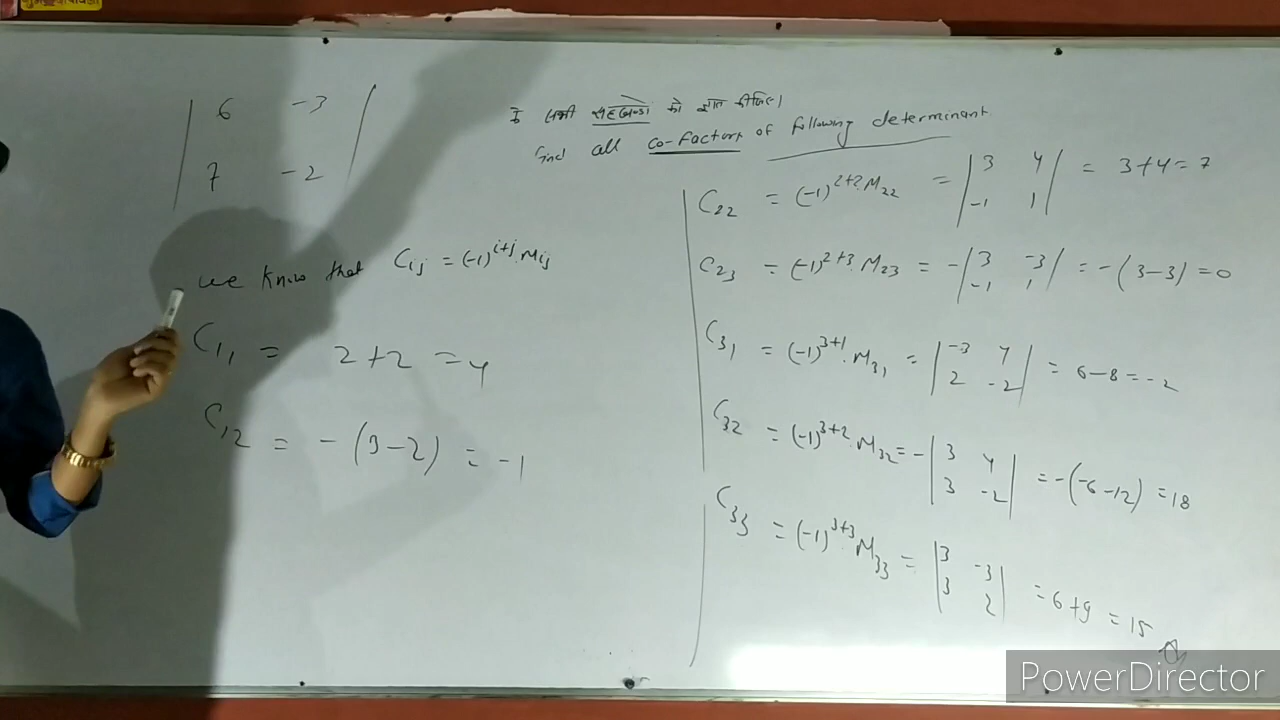 | 6 -3 |
| 7 -2 |
we know that Cij = (-1)^{i+j} Mij
C11 = 2+2 = 4
C12 = -(3-2) = -1
को ज्ञात कीजिए।
find all co-factors of following determinant
C22 = (-1)^{2+2} M22 = |3 4; -1 1| = 3+4 = 7
C23 = (-1)^{2+3} M23 = -|3 -3; -1 1| = -(3-3) = 0
C31 = (-1)^{3+1} M31 = |-3 4; 2 -2| = 6-8 = -2
C32 = (-1)^{3+2} M32 = -|3 4; 3 -2| = -(-6-12) = 18
C33 = (-1)^{3+3} M33 = |3 -3; 3 2| = 6+9 = 15
PowerDirector